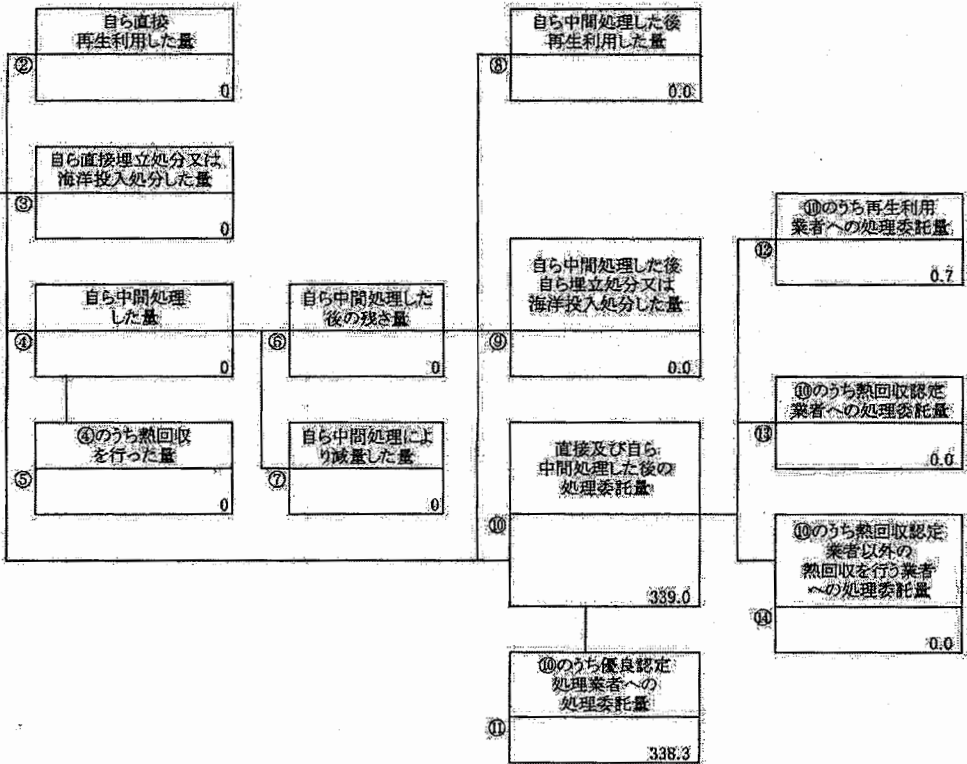 自ら直接
再生利用した量
②
0
自ら直接埋立処分又は
海洋投入処分した量
③
0
自ら中間処理
した量
④
0
④のうち熱回収
を行った量
⑤
0
自ら中間処理した
後の残さ量
⑥
0
自ら中間処理によ
り減量した量
⑦
0
自ら中間処理した後
再生利用した量
⑧
0.0
自ら中間処理した後
自ら埋立処分又は
海洋投入処分した量
⑨
0.0
直接及び自ら
中間処理した後の
処理委託量
⑩
339.0
⑩のうち優良認定
処理業者への
処理委託量
⑪
338.3
⑩のうち再生利用
業者への処理委託量
⑫
0.7
⑩のうち熱回収認定
業者への処理委託量
⑬
0.0
⑩のうち熱回収認定
業者以外の
熱回収を行う業者
への処理委託量
⑭
0.0